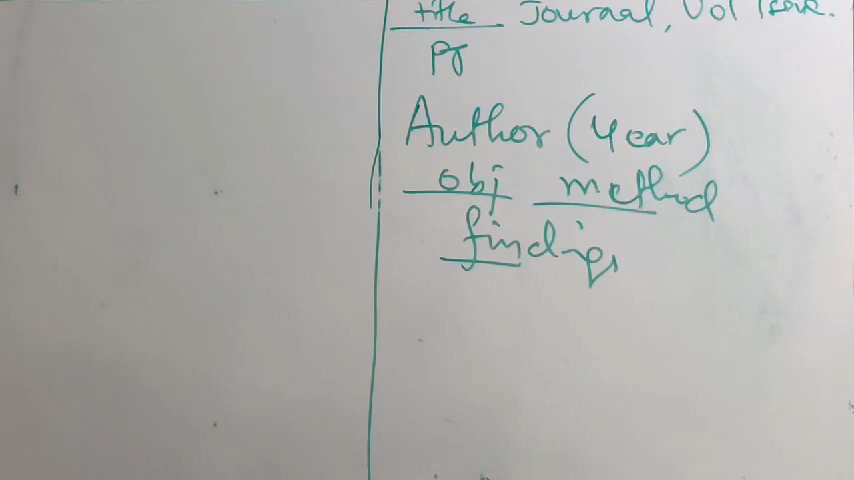 title Journal, Vol Issue.
Pg
Author (Year)
obj method
findings